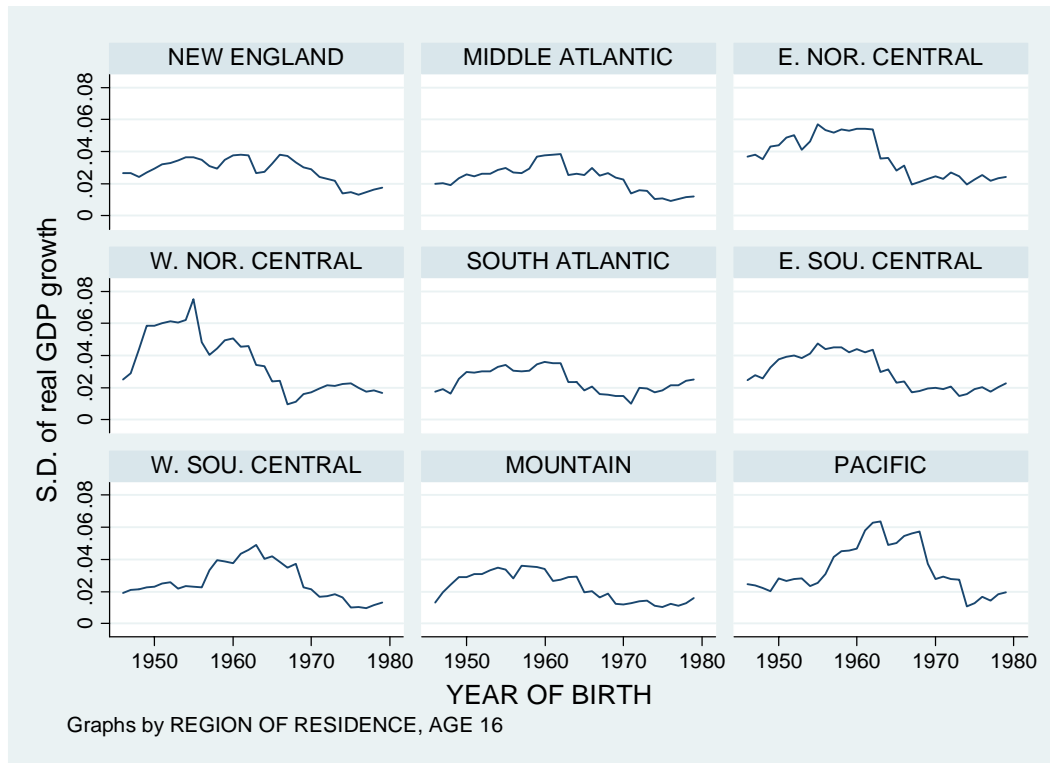 NEW ENGLAND
MIDDLE ATLANTIC
E. NOR. CENTRAL
0 .02 .04 .06 .08
W. NOR. CENTRAL
SOUTH ATLANTIC
E. SOU. CENTRAL
0 .02 .04 .06 .08
W. SOU. CENTRAL
MOUNTAIN
PACIFIC
0 .02 .04 .06 .08
S.D. of real GDP growth
1950 1960 1970 1980
1950 1960 1970 1980
1950 1960 1970 1980
YEAR OF BIRTH
Graphs by REGION OF RESIDENCE, AGE 16